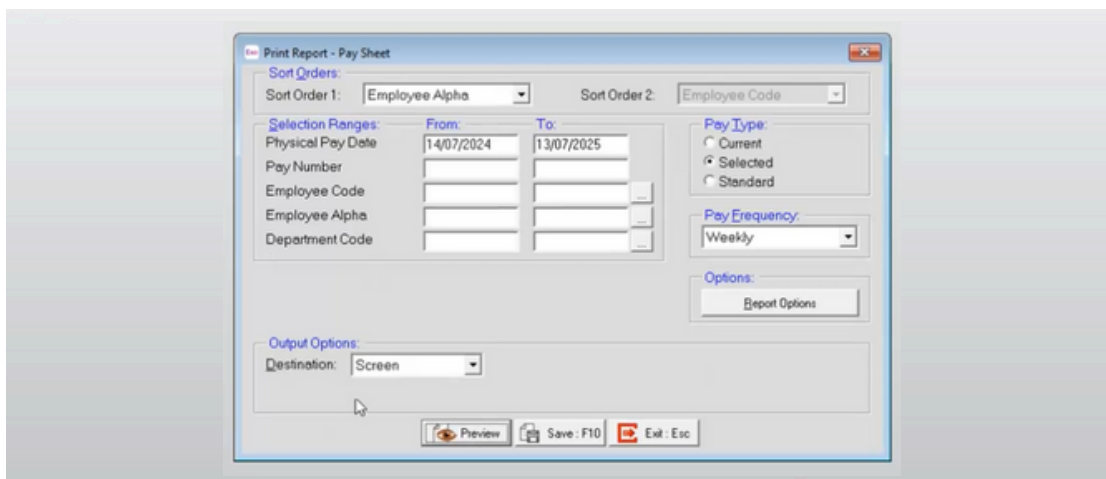 Print Report - Pay Sheet
Sort Orders:
Sort Order 1: Employee Alpha Sort Order 2: Employee Code
Selection Ranges: From: To:
Physical Pay Date 14/07/2024 13/07/2025
Pay Number
Employee Code ...
Employee Alpha ...
Department Code ...
Pay Type:
Current
Selected
Standard
Pay Frequency:
Weekly
Options:
Report Options
Output Options:
Destination: Screen
Preview Save : F10 Exit : Esc